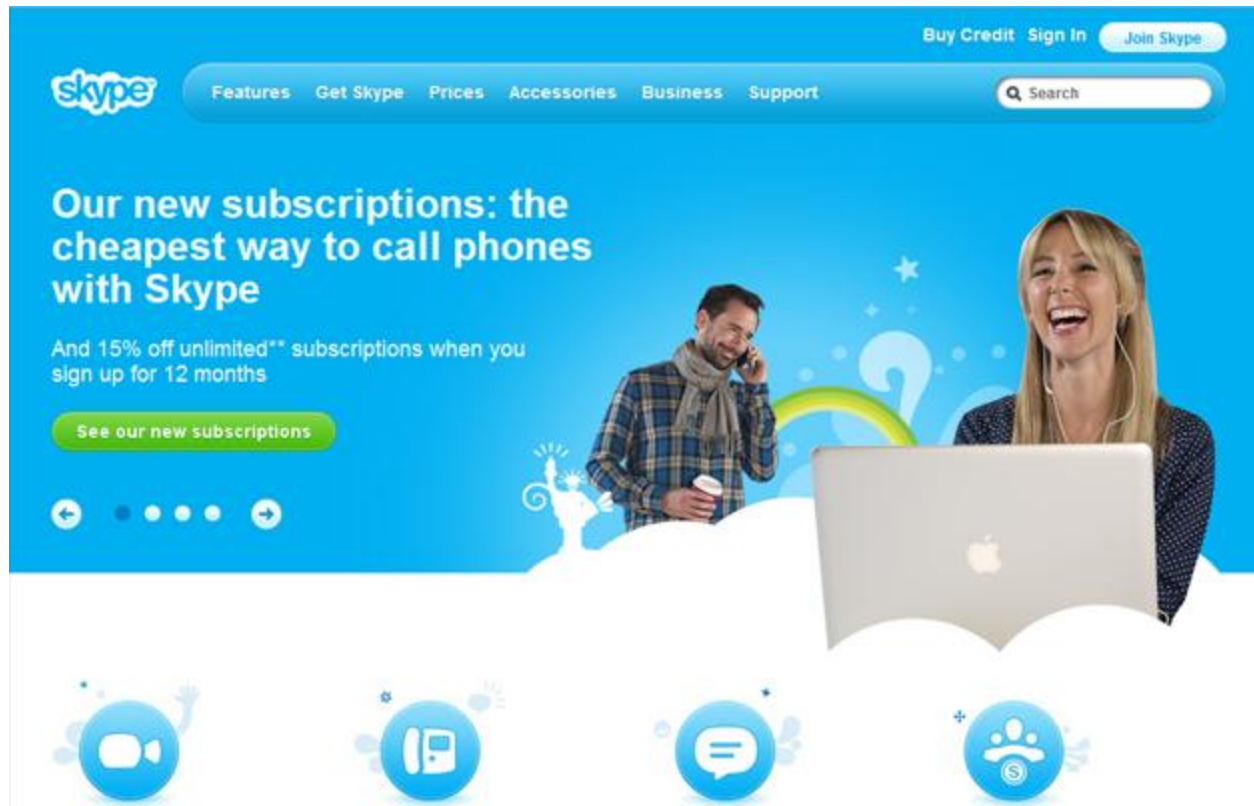 Buy Credit Sign In Join Skype
skype
Features Get Skype Prices Accessories Business Support
Search
Our new subscriptions: the
cheapest way to call phones
with Skype
And 15% off unlimited** subscriptions when you
sign up for 12 months
See our new subscriptions
S